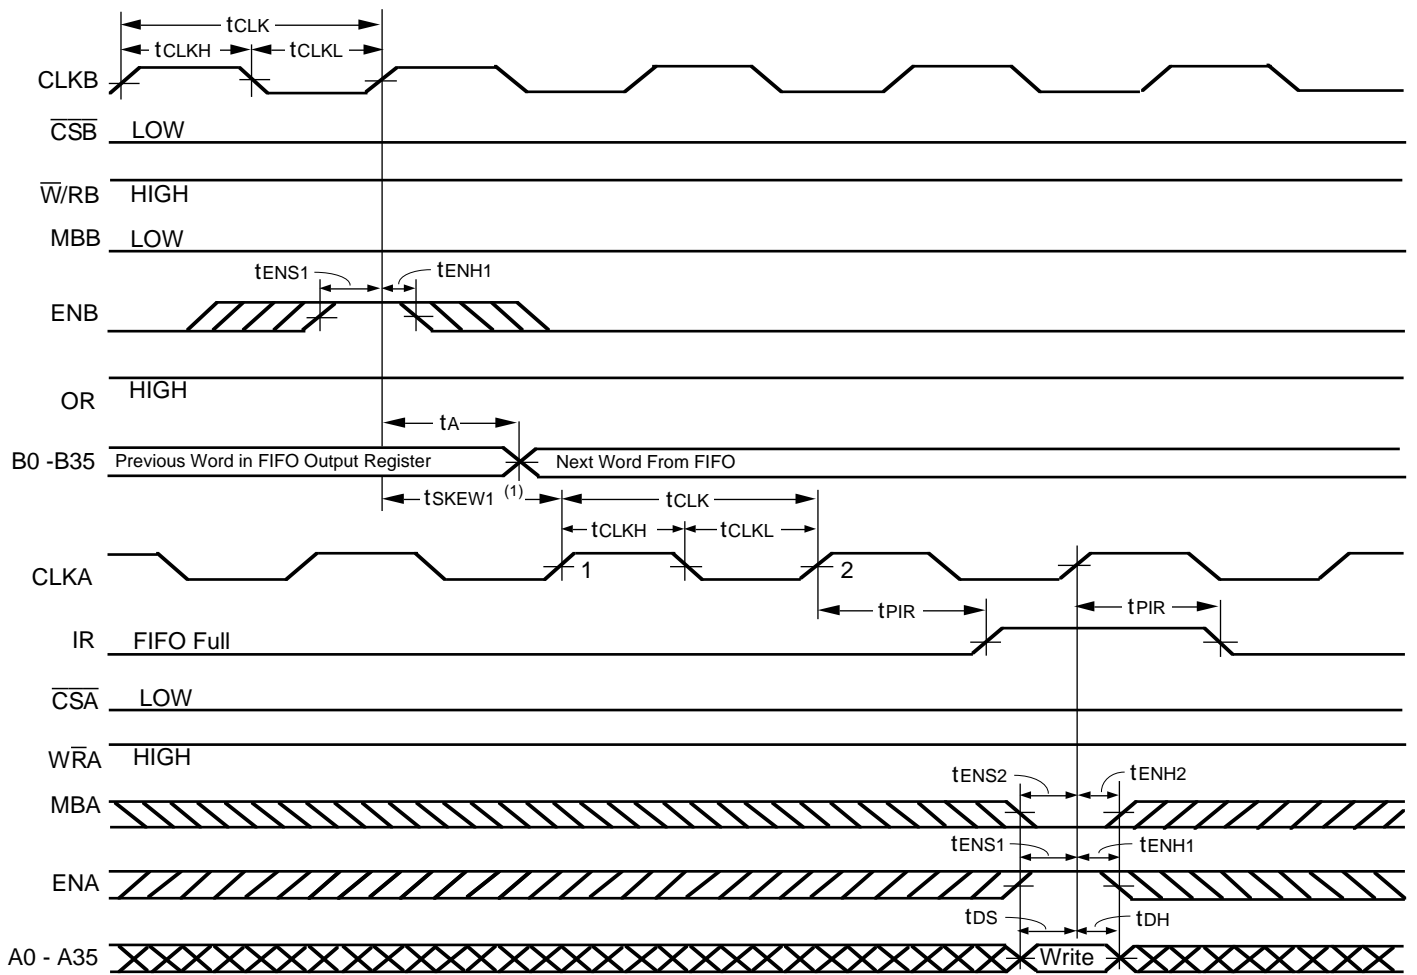 tCLK
tCLKH tCLKL
CLKB
CSB LOW
W/RB HIGH
MBB LOW
tENS1 tENH1
ENB
OR HIGH
tA
B0 -B35 Previous Word in FIFO Output Register Next Word From FIFO
tSKEW1 (1) tCLK
tCLKH tCLKL
CLKA 1 2
tPIR tPIR
IR FIFO Full
CSA LOW
WRA HIGH
tENS2 tENH2
MBA
tENS1 tENH1
ENA
tDS tDH
A0 - A35 Write